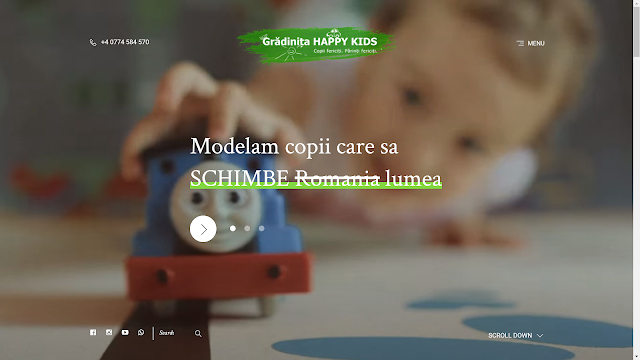 +4 0774 584 570
Grădinița HAPPY KIDS
Copii fericiți, Părinți fericiți.
MENU
Modelam copii care sa
SCHIMBE Romania lumea
Search
SCROLL DOWN